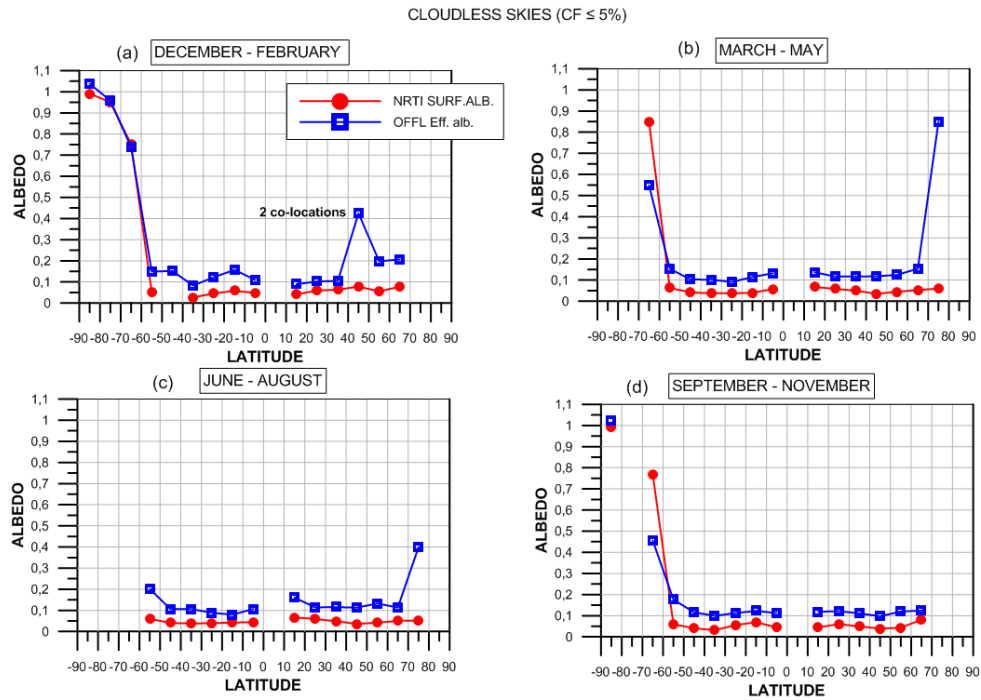 CLOUDLESS SKIES (CF ≤ 5%)
(a) DECEMBER - FEBRUARY
1,1
1
0,9
0,8
0,7
0,6
0,5
0,4
0,3
0,2
0,1
0
ALBEDO
NRTI SURF.ALB.
OFFL Eff. alb.
2 co-locations
-90 -80 -70 -60 -50 -40 -30 -20 -10 0 10 20 30 40 50 60 70 80 90
LATITUDE
(b) MARCH - MAY
1,1
1
0,9
0,8
0,7
0,6
0,5
0,4
0,3
0,2
0,1
0
ALBEDO
-90 -80 -70 -60 -50 -40 -30 -20 -10 0 10 20 30 40 50 60 70 80 90
LATITUDE
(c) JUNE - AUGUST
1,1
1
0,9
0,8
0,7
0,6
0,5
0,4
0,3
0,2
0,1
0
ALBEDO
-90 -80 -70 -60 -50 -40 -30 -20 -10 0 10 20 30 40 50 60 70 80 90
LATITUDE
(d) SEPTEMBER - NOVEMBER
1,1
1
0,9
0,8
0,7
0,6
0,5
0,4
0,3
0,2
0,1
0
ALBEDO
-90 -80 -70 -60 -50 -40 -30 -20 -10 0 10 20 30 40 50 60 70 80 90
LATITUDE